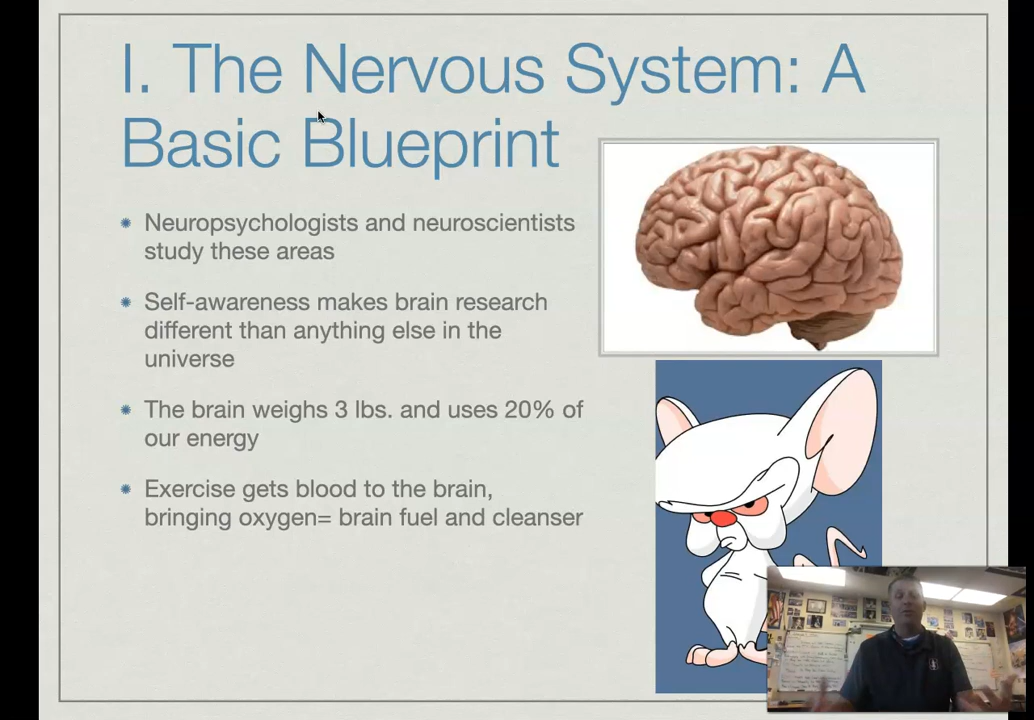 I. The Nervous System: A
Basic Blueprint
Neuropsychologists and neuroscientists
study these areas
Self-awareness makes brain research
different than anything else in the
universe
The brain weighs 3 lbs. and uses 20% of
our energy
Exercise gets blood to the brain,
bringing oxygen= brain fuel and cleanser